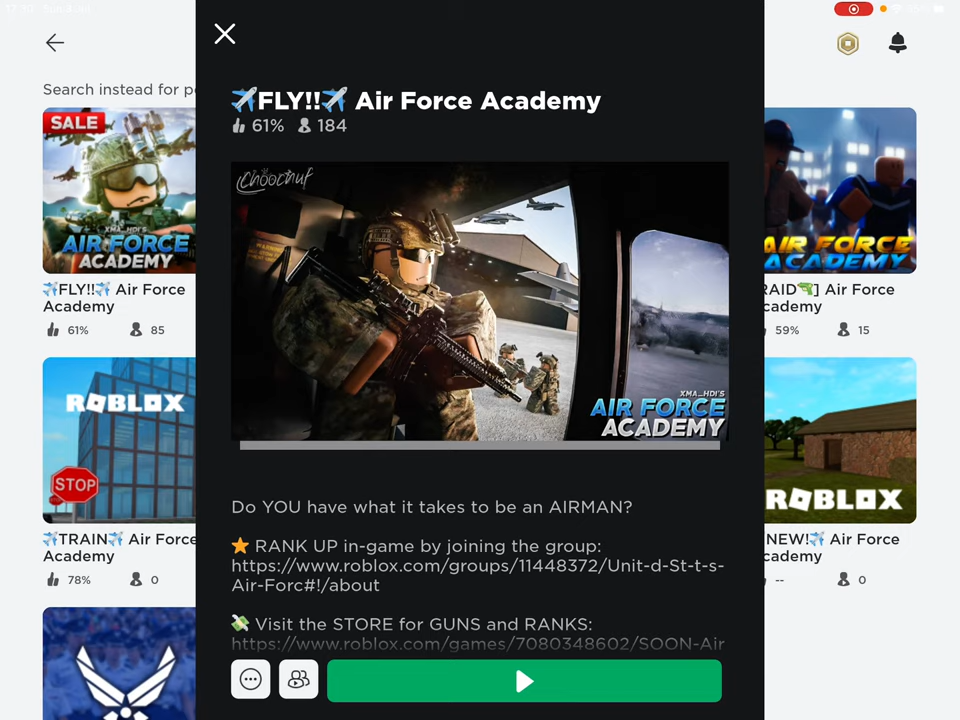 Search instead for p
✈️FLY!!✈️ Air Force Academy
61% 184
Choochuf
XMA_HDI'S
AIR FORCE
ACADEMY
Do YOU have what it takes to be an AIRMAN?
⭐ RANK UP in-game by joining the group:
https://www.roblox.com/groups/11448372/Unit-d-St-t-s-
Air-Forc#!/about
💸 Visit the STORE for GUNS and RANKS:
https://www.roblox.com/games/7080348602/SOON-Air
SALE
XMA_HDI'S
AIR FORCE
ACADEMY
✈️FLY!!✈️ Air Force
Academy
61% 85
ROBLOX
STOP
✈️TRAIN✈️ Air Force
Academy
78% 0
AIR FORCE
ACADEMY
RAID🔫] Air Force
cademy
59% 15
ROBLOX
NEW!✈️ Air Force
cademy
-- 0